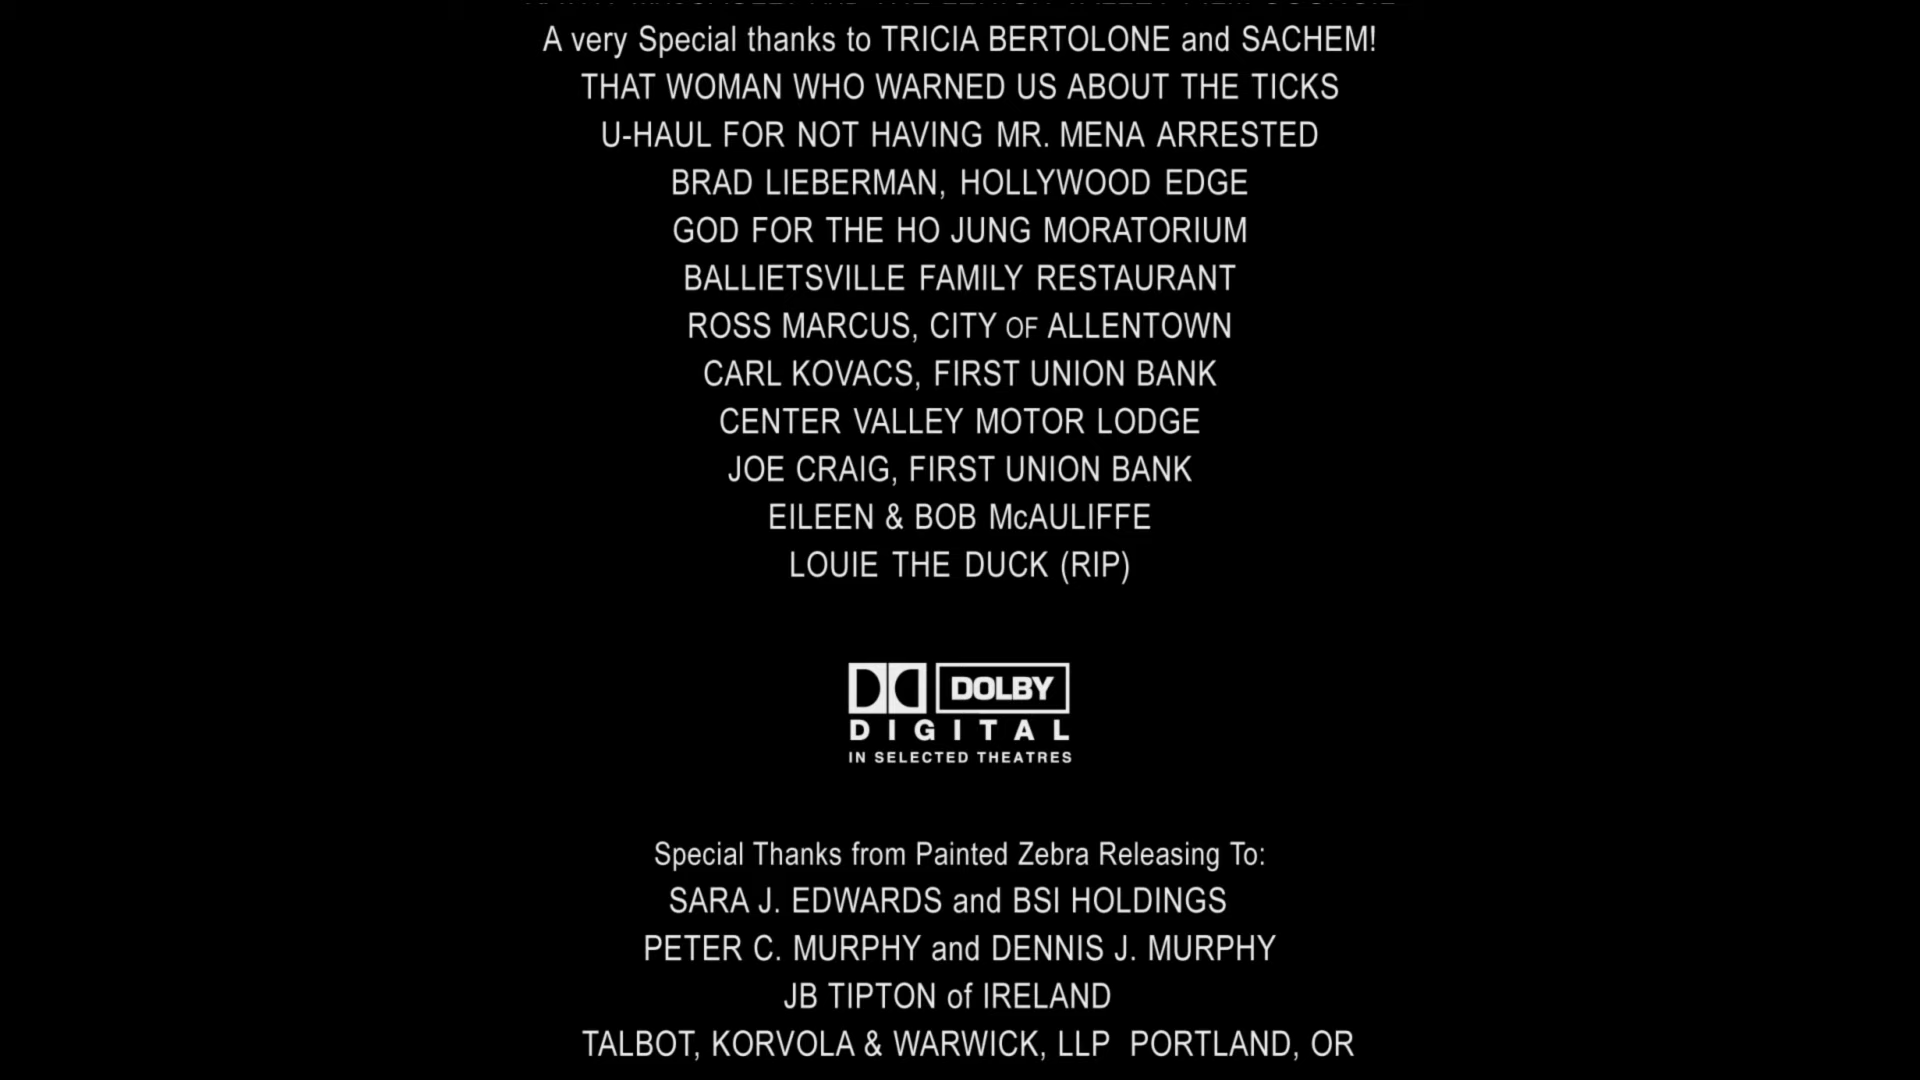 A very Special thanks to TRICIA BERTOLONE and SACHEM!
THAT WOMAN WHO WARNED US ABOUT THE TICKS
U-HAUL FOR NOT HAVING MR. MENA ARRESTED
BRAD LIEBERMAN, HOLLYWOOD EDGE
GOD FOR THE HO JUNG MORATORIUM
BALLIETSVILLE FAMILY RESTAURANT
ROSS MARCUS, CITY OF ALLENTOWN
CARL KOVACS, FIRST UNION BANK
CENTER VALLEY MOTOR LODGE
JOE CRAIG, FIRST UNION BANK
EILEEN & BOB McAULIFFE
LOUIE THE DUCK (RIP)
DOLBY
DIGITAL
IN SELECTED THEATRES
Special Thanks from Painted Zebra Releasing To:
SARA J. EDWARDS and BSI HOLDINGS
PETER C. MURPHY and DENNIS J. MURPHY
JB TIPTON of IRELAND
TALBOT, KORVOLA & WARWICK, LLP PORTLAND, OR